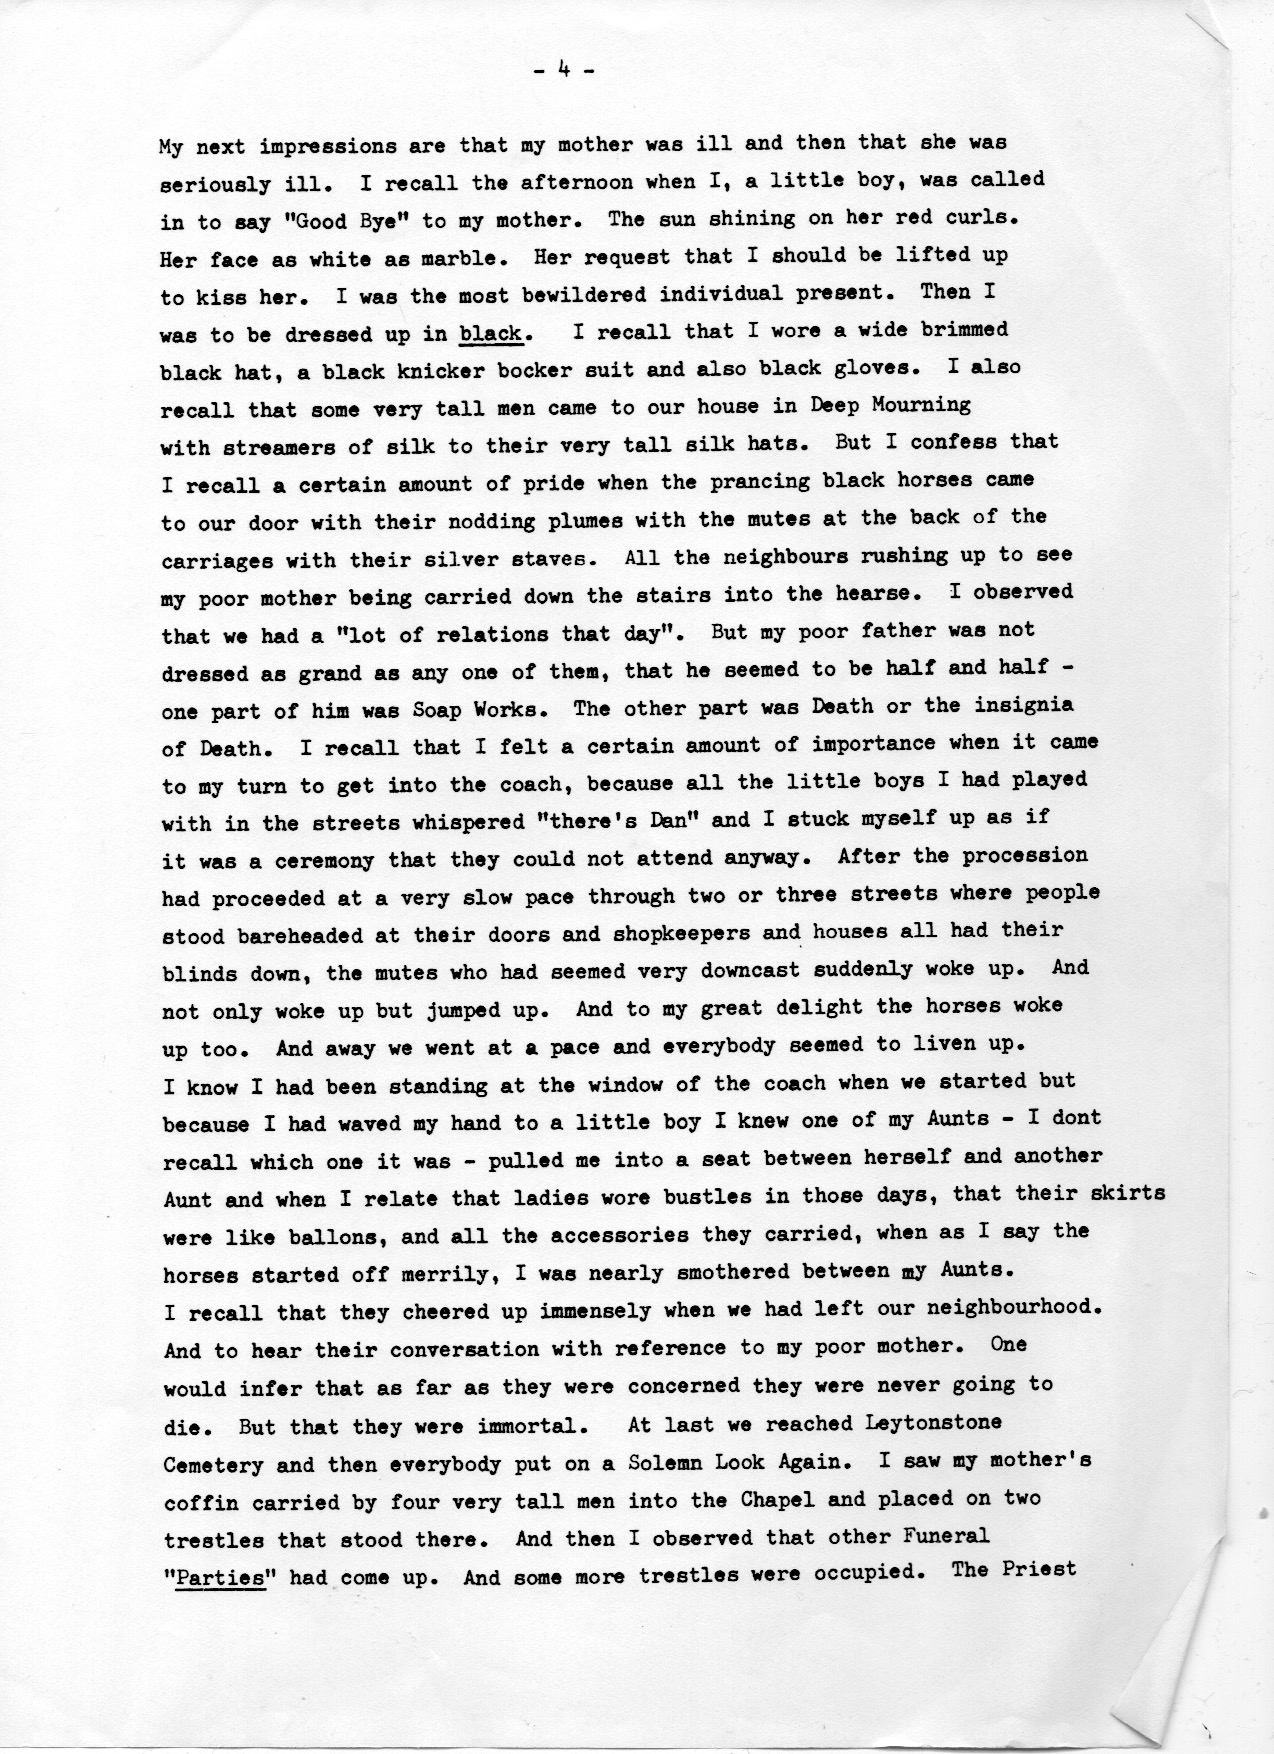 - 4 -
My next impressions are that my mother was ill and then that she was
seriously ill. I recall the afternoon when I, a little boy, was called
in to say "Good Bye" to my mother. The sun shining on her red curls.
Her face as white as marble. Her request that I should be lifted up
to kiss her. I was the most bewildered individual present. Then I
was to be dressed up in black. I recall that I wore a wide brimmed
black hat, a black knicker bocker suit and also black gloves. I also
recall that some very tall men came to our house in Deep Mourning
with streamers of silk to their very tall silk hats. But I confess that
I recall a certain amount of pride when the prancing black horses came
to our door with their nodding plumes with the mutes at the back of the
carriages with their silver staves. All the neighbours rushing up to see
my poor mother being carried down the stairs into the hearse. I observed
that we had a "lot of relations that day". But my poor father was not
dressed as grand as any one of them, that he seemed to be half and half -
one part of him was Soap Works. The other part was Death or the insignia
of Death. I recall that I felt a certain amount of importance when it came
to my turn to get into the coach, because all the little boys I had played
with in the streets whispered "there's Dan" and I stuck myself up as if
it was a ceremony that they could not attend anyway. After the procession
had proceeded at a very slow pace through two or three streets where people
stood bareheaded at their doors and shopkeepers and houses all had their
blinds down, the mutes who had seemed very downcast suddenly woke up. And
not only woke up but jumped up. And to my great delight the horses woke
up too. And away we went at a pace and everybody seemed to liven up.
I know I had been standing at the window of the coach when we started but
because I had waved my hand to a little boy I knew one of my Aunts - I dont
recall which one it was - pulled me into a seat between herself and another
Aunt and when I relate that ladies wore bustles in those days, that their skirts
were like ballons, and all the accessories they carried, when as I say the
horses started off merrily, I was nearly smothered between my Aunts.
I recall that they cheered up immensely when we had left our neighbourhood.
And to hear their conversation with reference to my poor mother. One
would infer that as far as they were concerned they were never going to
die. But that they were immortal. At last we reached Leytonstone
Cemetery and then everybody put on a Solemn Look Again. I saw my mother's
coffin carried by four very tall men into the Chapel and placed on two
trestles that stood there. And then I observed that other Funeral
"Parties" had come up. And some more trestles were occupied. The Priest